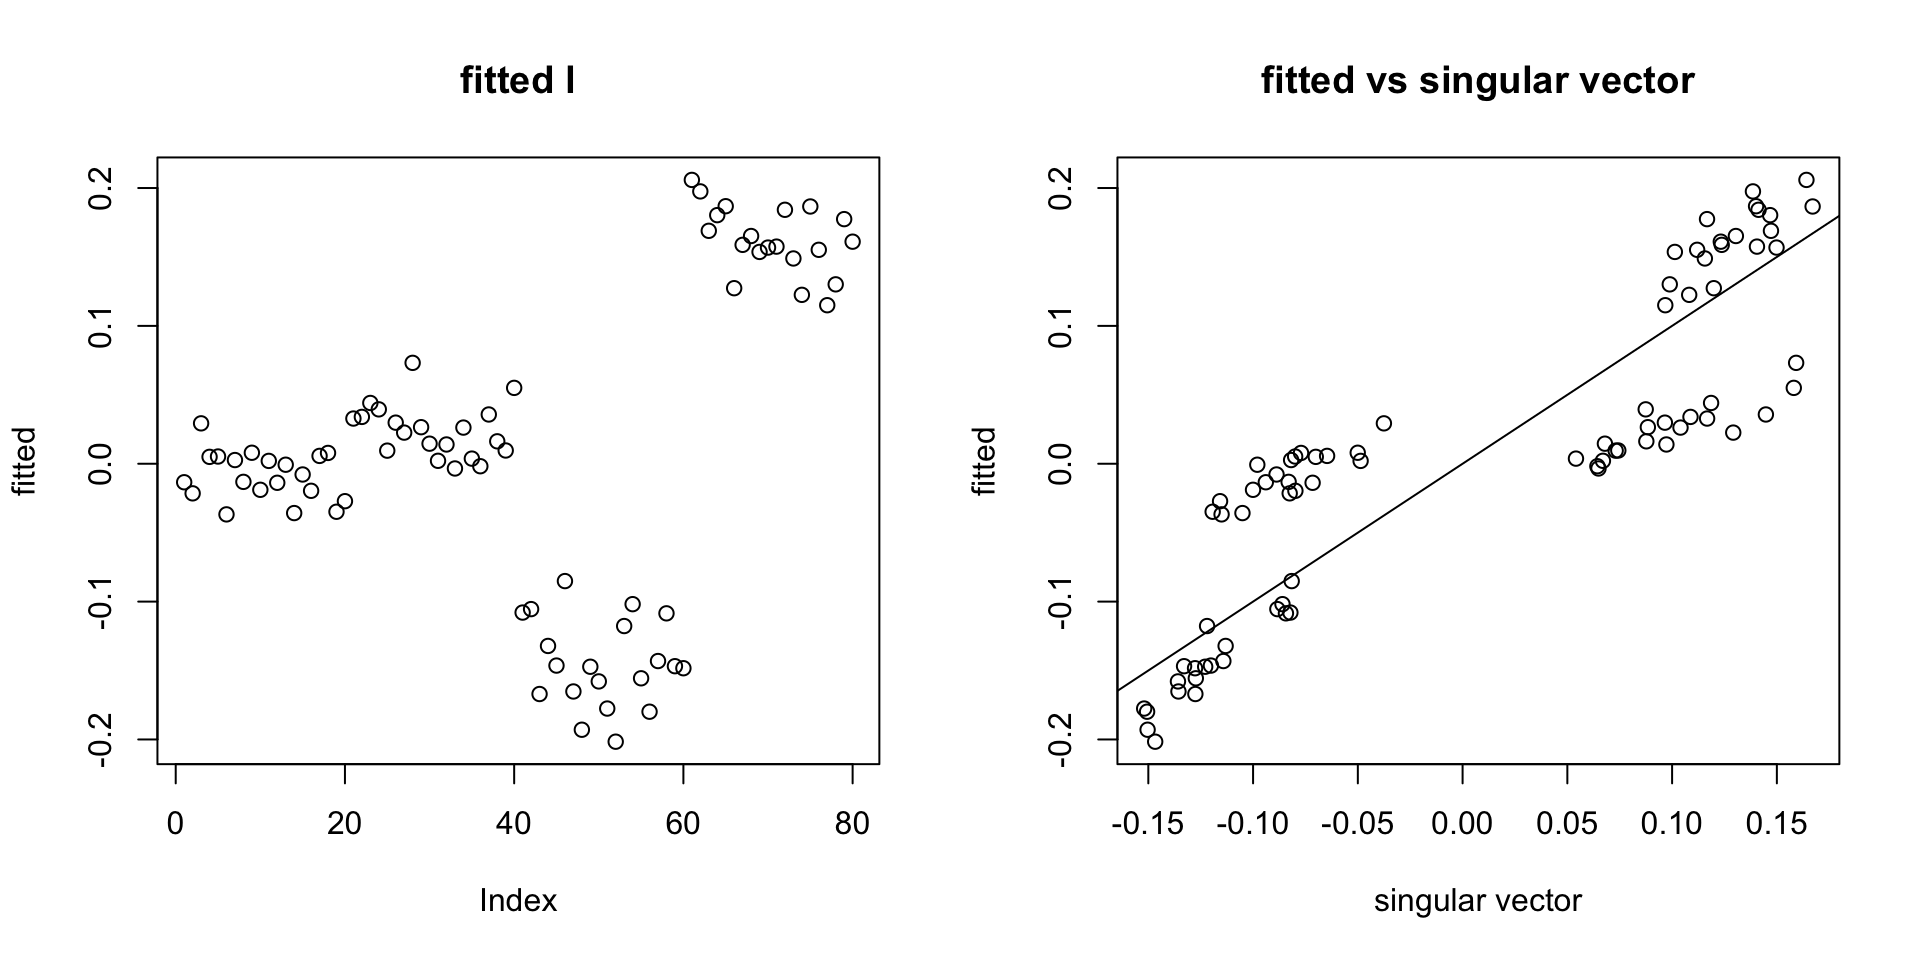 fitted l
fitted
0.2
0.1
0.0
-0.1
-0.2
0 20 40 60 80
Index
fitted vs singular vector
fitted
0.2
0.1
0.0
-0.1
-0.2
-0.15 -0.10 -0.05 0.00 0.05 0.10 0.15
singular vector